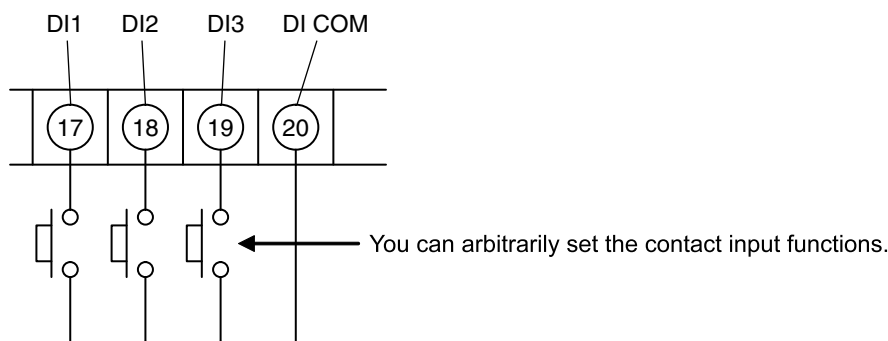 DI1 DI2 DI3 DI COM
17 18 19 20
You can arbitrarily set the contact input functions.